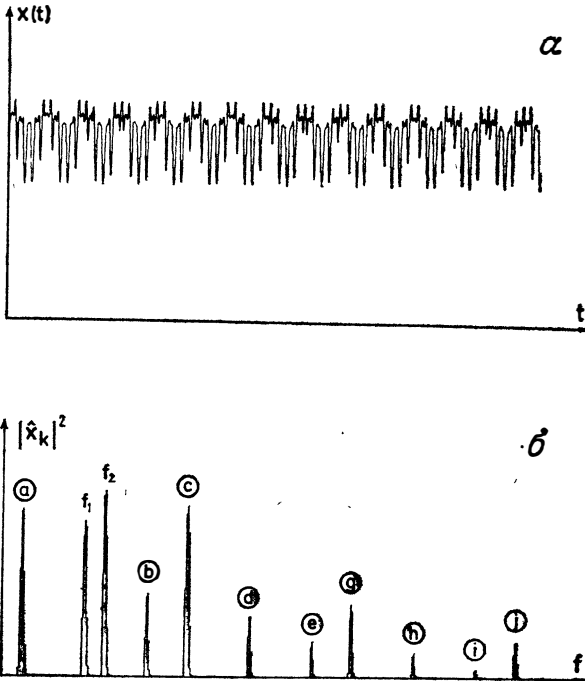 x(t)
а
t
|x̂ₖ|²
б
ⓐ
f₁
f₂
ⓑ
ⓒ
ⓓ
ⓔ
ⓖ
ⓗ
ⓘ
ⓙ
f